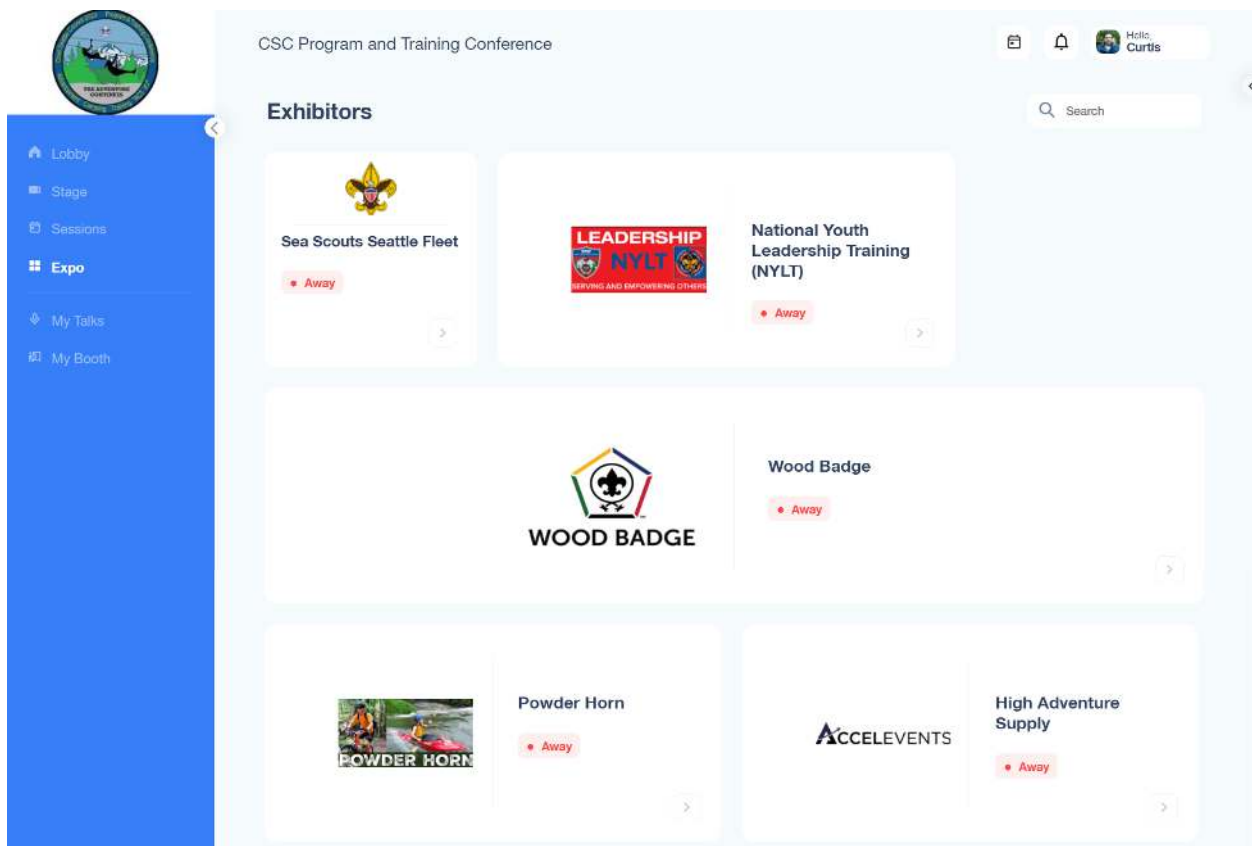 THE ADVENTURE
CSC Program and Training Conference
Hello,
Curtis
Exhibitors
Search
Lobby
Stage
Sessions
Expo
My Talks
My Booth
Sea Scouts Seattle Fleet
Away
LEADERSHIP
NYLT
SERVING AND EMPOWERING OTHERS
National Youth
Leadership Training
(NYLT)
Away
WOOD BADGE
Wood Badge
Away
POWDER HORN
Powder Horn
Away
ACCELEVENTS
High Adventure
Supply
Away